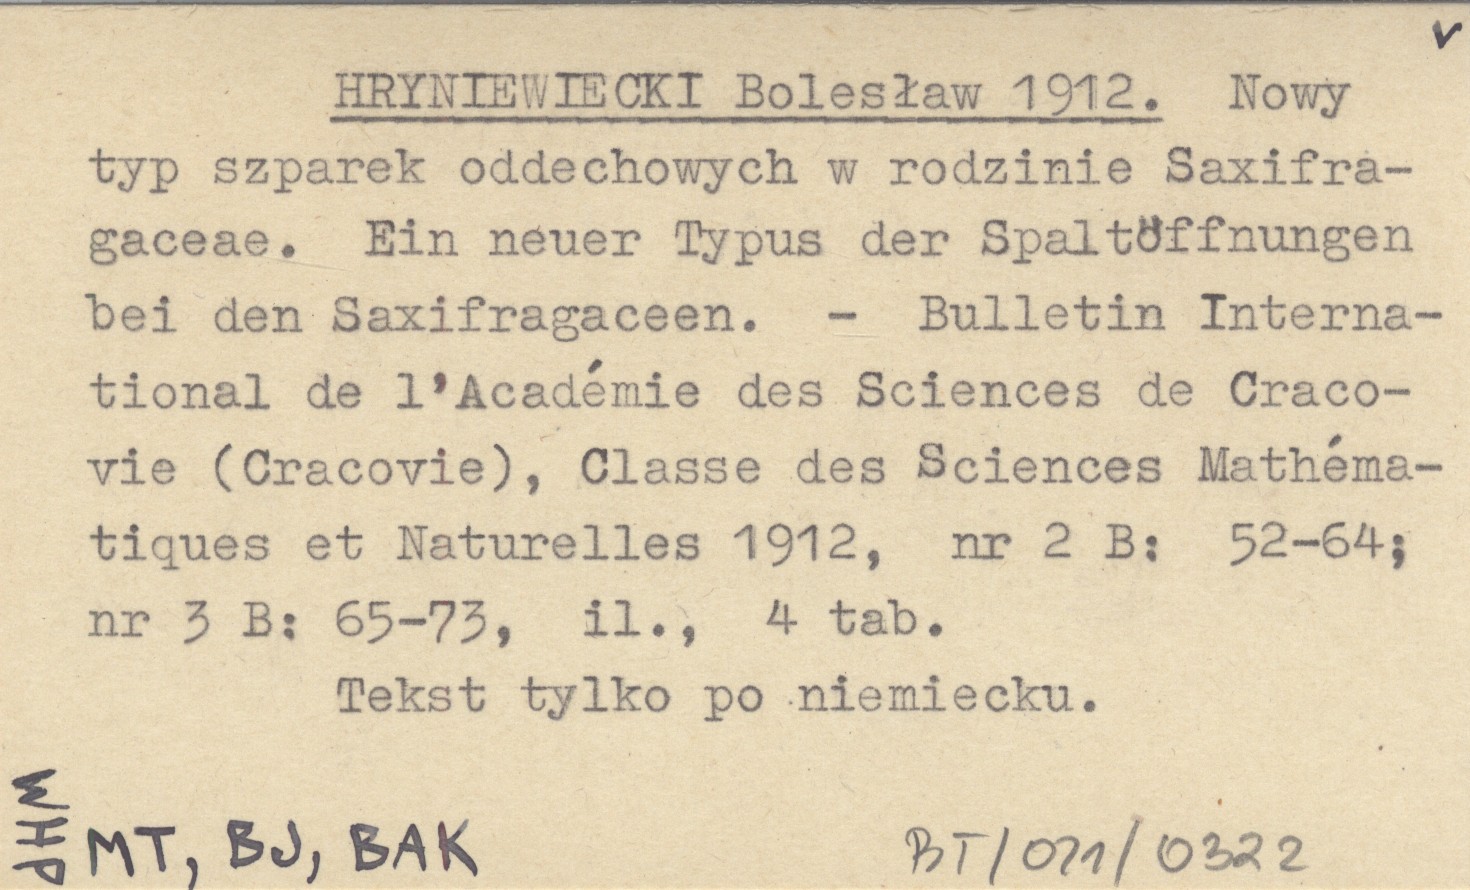 v
HRYNIEWIECKI Bolesław 1912. Nowy
typ szparek oddechowych w rodzinie Saxifra-
gaceae. Ein neuer Typus der Spaltöffnungen
bei den Saxifragaceen. - Bulletin Interna-
tional de l'Académie des Sciences de Craco-
vie (Cracovie), Classe des Sciences Mathéma-
tiques et Naturelles 1912, nr 2 B: 52-64;
nr 3 B: 65-73, il., 4 tab.
Tekst tylko po niemiecku.
MT, BJ, BAK
BT/071/0322